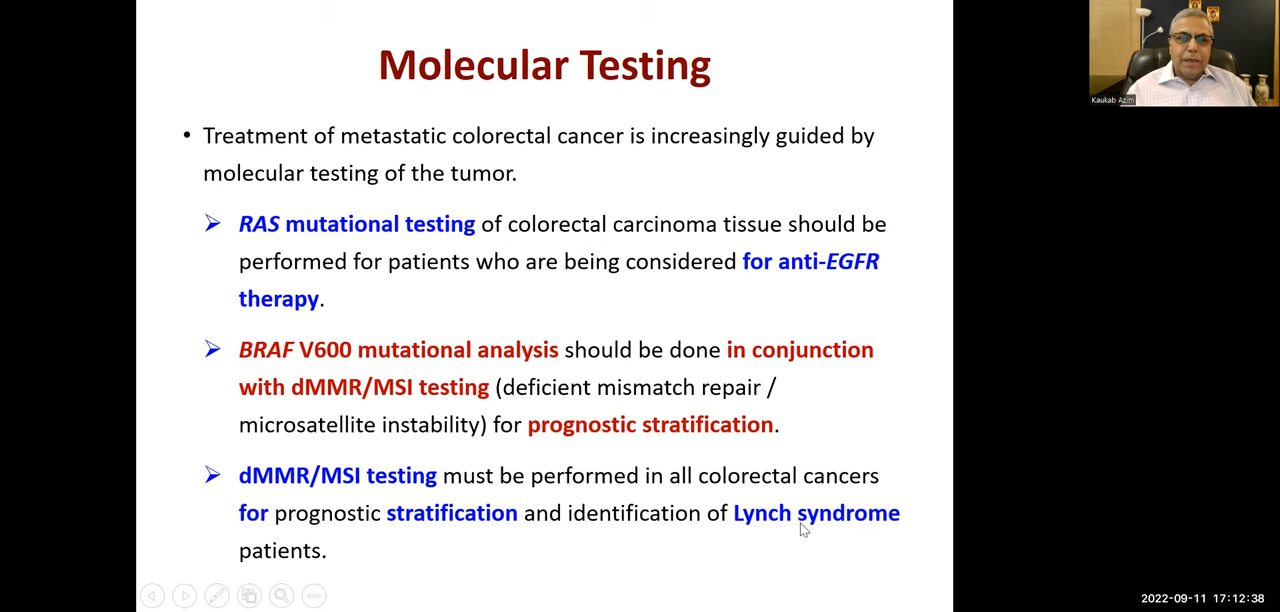 Molecular Testing
• Treatment of metastatic colorectal cancer is increasingly guided by
molecular testing of the tumor.
➢ RAS mutational testing of colorectal carcinoma tissue should be
performed for patients who are being considered for anti-EGFR
therapy.
➢ BRAF V600 mutational analysis should be done in conjunction
with dMMR/MSI testing (deficient mismatch repair /
microsatellite instability) for prognostic stratification.
➢ dMMR/MSI testing must be performed in all colorectal cancers
for prognostic stratification and identification of Lynch syndrome
patients.
Kaukab Azim
2022-09-11 17:12:38